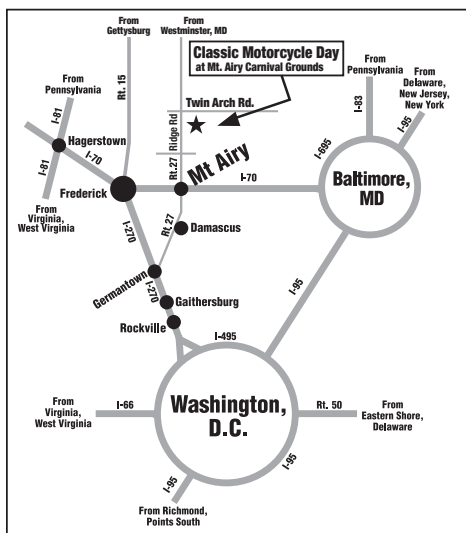 From
Gettysburg
From
Westminster, MD
Classic Motorcycle Day
at Mt. Airy Carnival Grounds
From
Pennsylvania
From
Delaware,
New Jersey,
New York
From
Pennsylvania
Rt. 15
I-83
I-95
Twin Arch Rd.
I-81
Ridge Rd
Hagerstown
I-70
I-81
Rt.27
Mt Airy
I-695
Frederick
I-70
Baltimore,
MD
From
Virginia,
West Virginia
I-270
Rt. 27
Damascus
Germantown
I-270
Gaithersburg
Rockville
I-95
I-495
From
Virginia,
West Virginia
I-66
Washington,
D.C.
Rt. 50
From
Eastern Shore,
Delaware
I-95
I-95
From Richmond,
Points South